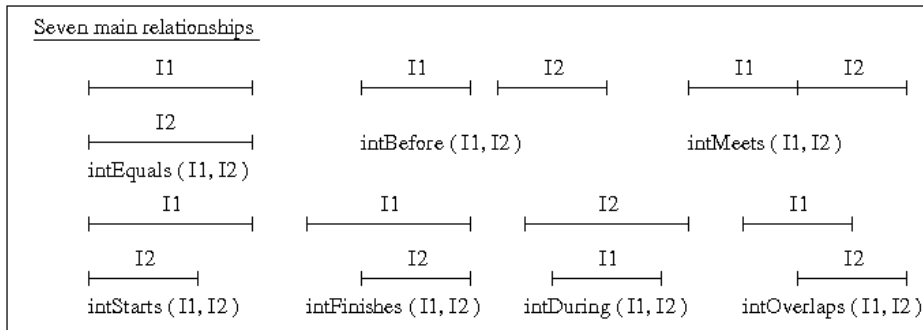 Seven main relationships
I1 I1 I2 I1 I2
I2
intEquals ( I1, I2 ) intBefore ( I1, I2 ) intMeets ( I1, I2 )
I1 I1 I2 I1
I2 I2 I1 I2
intStarts ( I1, I2 ) intFinishes ( I1, I2 ) intDuring ( I1, I2 ) intOverlaps ( I1, I2 )